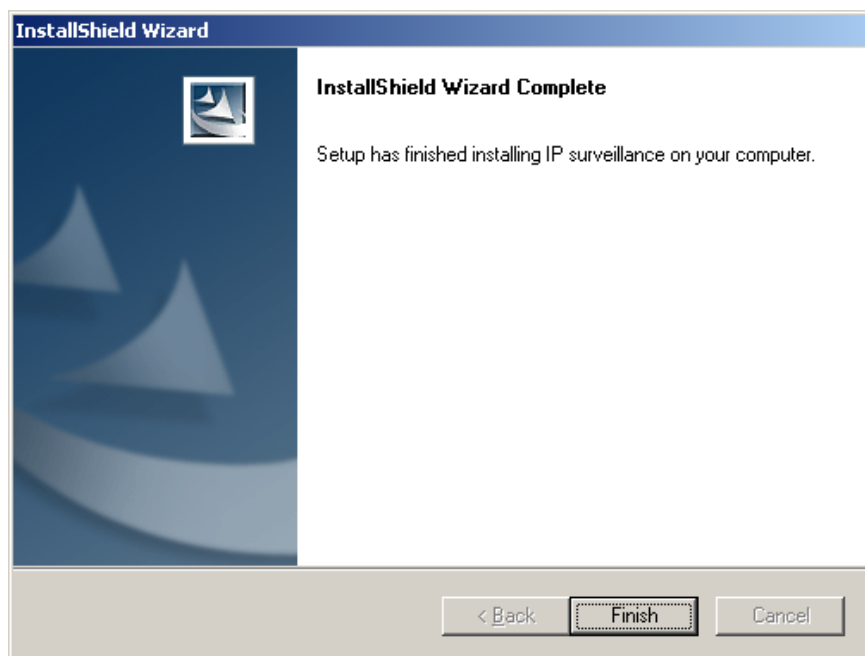 InstallShield Wizard
InstallShield Wizard Complete
Setup has finished installing IP surveillance on your computer.
< Back
Finish
Cancel